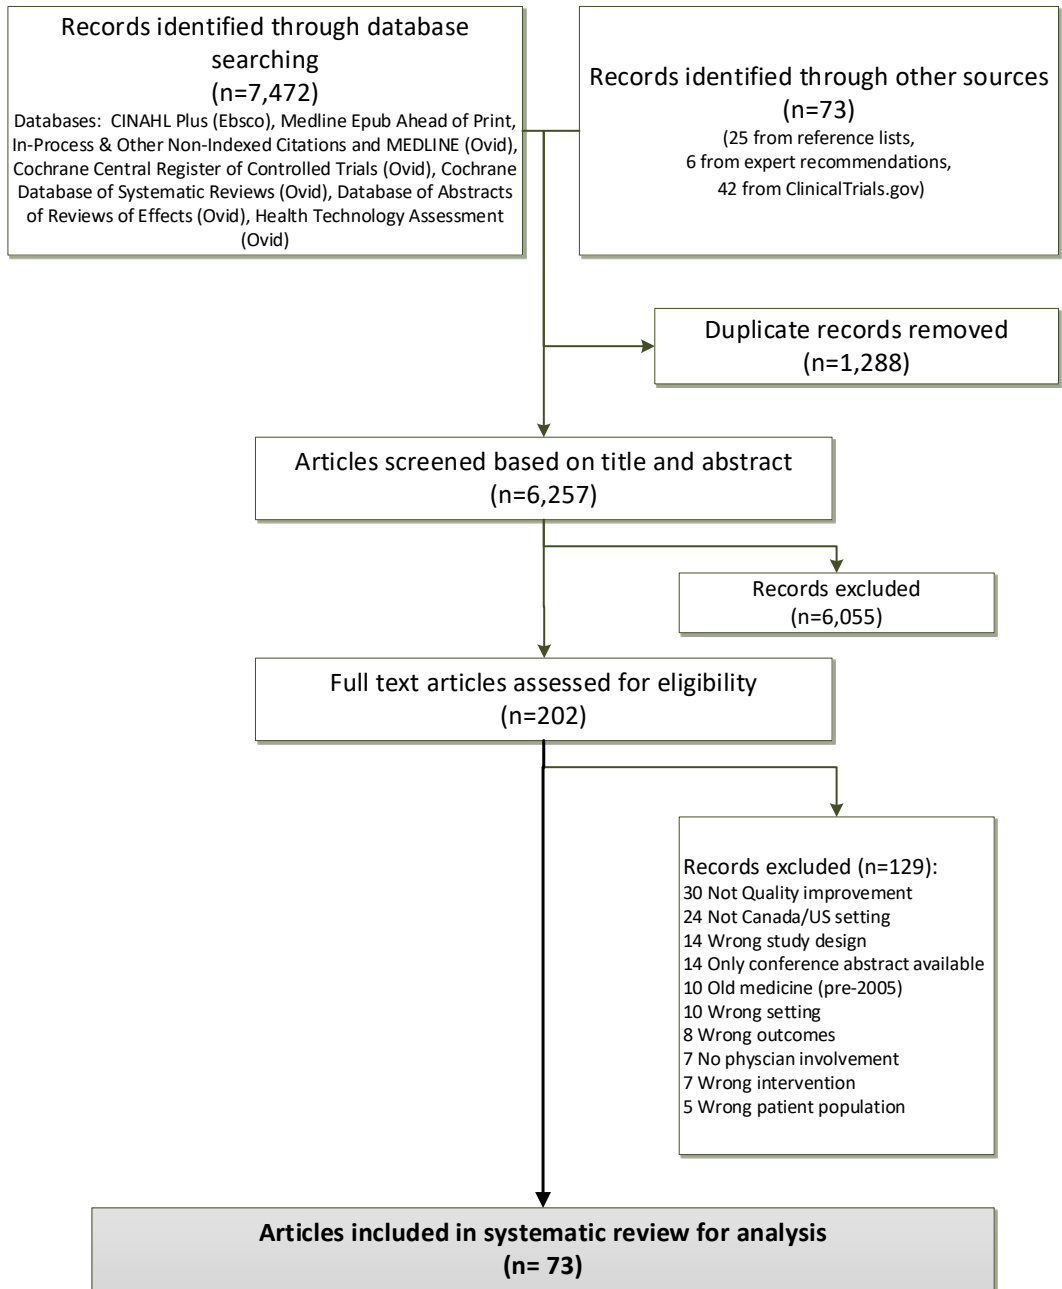 Records identified through database
searching
(n=7,472)
Databases:  CINAHL Plus (Ebsco), Medline Epub Ahead of Print,
In-Process & Other Non-Indexed Citations and MEDLINE (Ovid),
Cochrane Central Register of Controlled Trials (Ovid), Cochrane
Database of Systematic Reviews (Ovid), Database of Abstracts
of Reviews of Effects (Ovid), Health Technology Assessment
(Ovid)
Records identified through other sources
(n=73)
(25 from reference lists,
6 from expert recommendations,
42 from ClinicalTrials.gov)
Duplicate records removed
(n=1,288)
Articles screened based on title and abstract
(n=6,257)
Records excluded
(n=6,055)
Full text articles assessed for eligibility
(n=202)
Records excluded (n=129):
30 Not Quality improvement
24 Not Canada/US setting
14 Wrong study design
14 Only conference abstract available
10 Old medicine (pre-2005)
10 Wrong setting
8 Wrong outcomes
7 No physcian involvement
7 Wrong intervention
5 Wrong patient population
Articles included in systematic review for analysis
(n= 73)